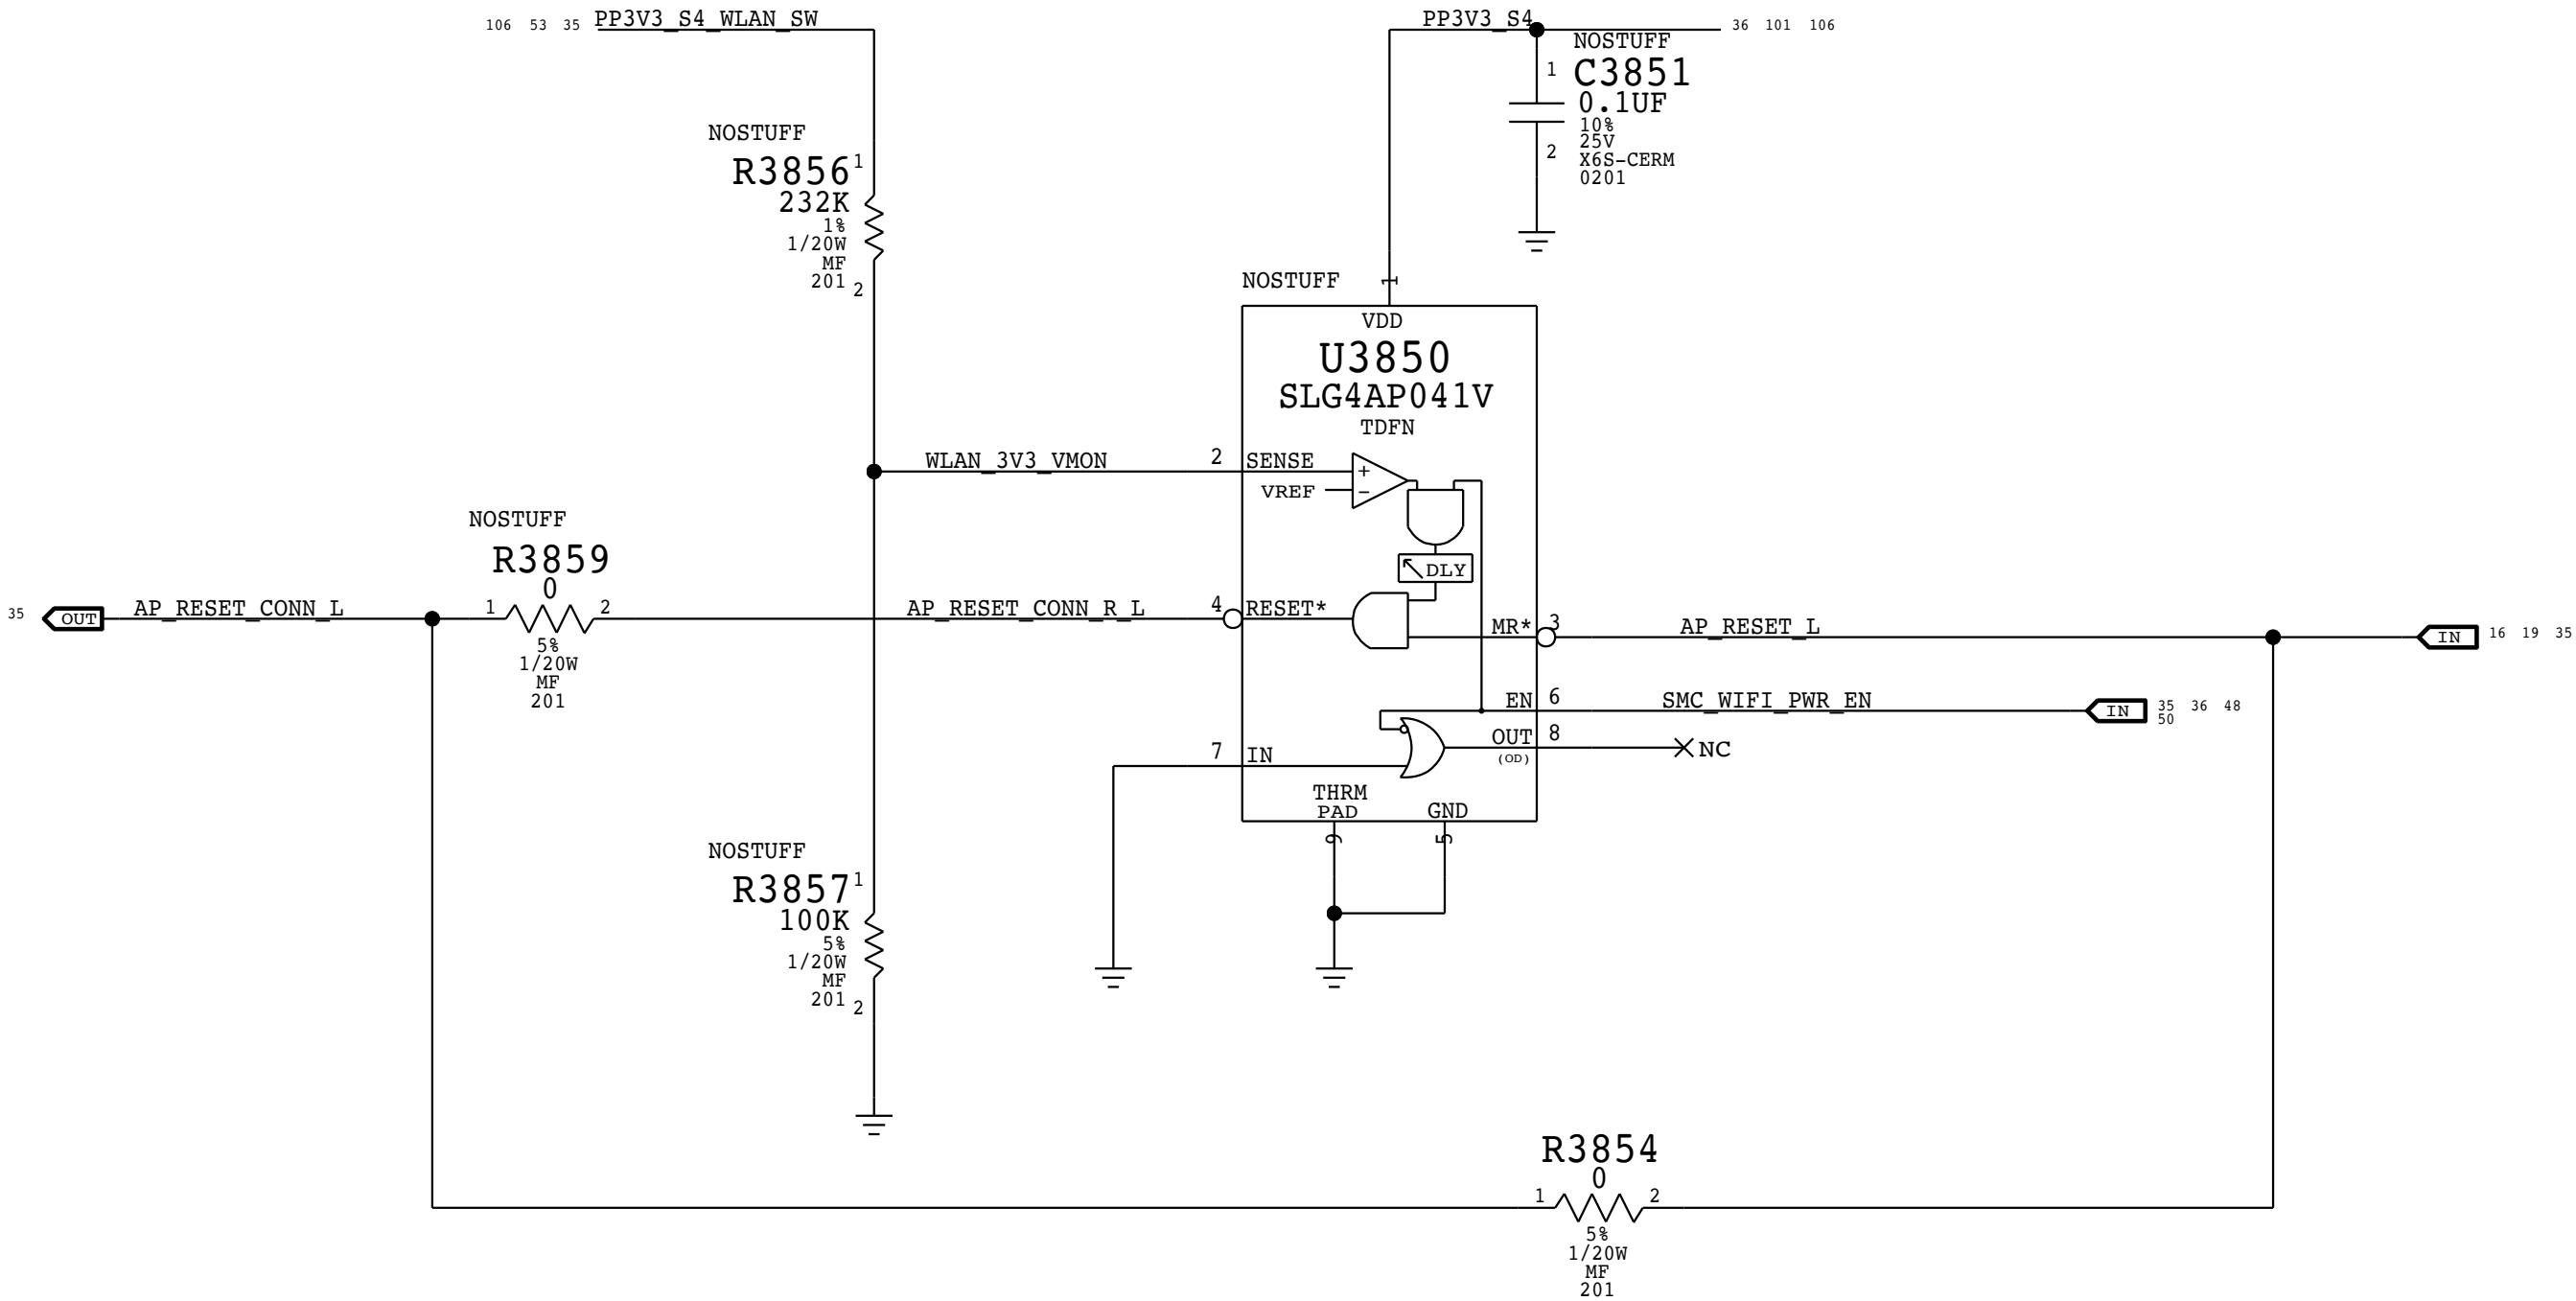 106 53 35 PP3V3_S4_WLAN_SW
PP3V3_S4 36 101 106
NOSTUFF
C3851
1
0.1UF
10%
25V
X6S-CERM
0201
2
NOSTUFF
R3856
1
232K
1%
1/20W
MF
201
2
NOSTUFF
1
VDD
U3850
SLG4AP041V
TDFN
WLAN_3V3_VMON
2
SENSE
+
VREF
−
DLY
NOSTUFF
R3859
0
35 OUT AP_RESET_CONN_L
1
2
5%
1/20W
MF
201
AP_RESET_CONN_R_L
4
RESET*
MR*
3
AP_RESET_L
IN 16 19 35
EN
6
SMC_WIFI_PWR_EN
IN 35 36 48
50
OUT
(OD)
8
NC
7
IN
THRM
PAD
GND
9
5
NOSTUFF
R3857
1
100K
5%
1/20W
MF
201
2
R3854
0
1
2
5%
1/20W
MF
201